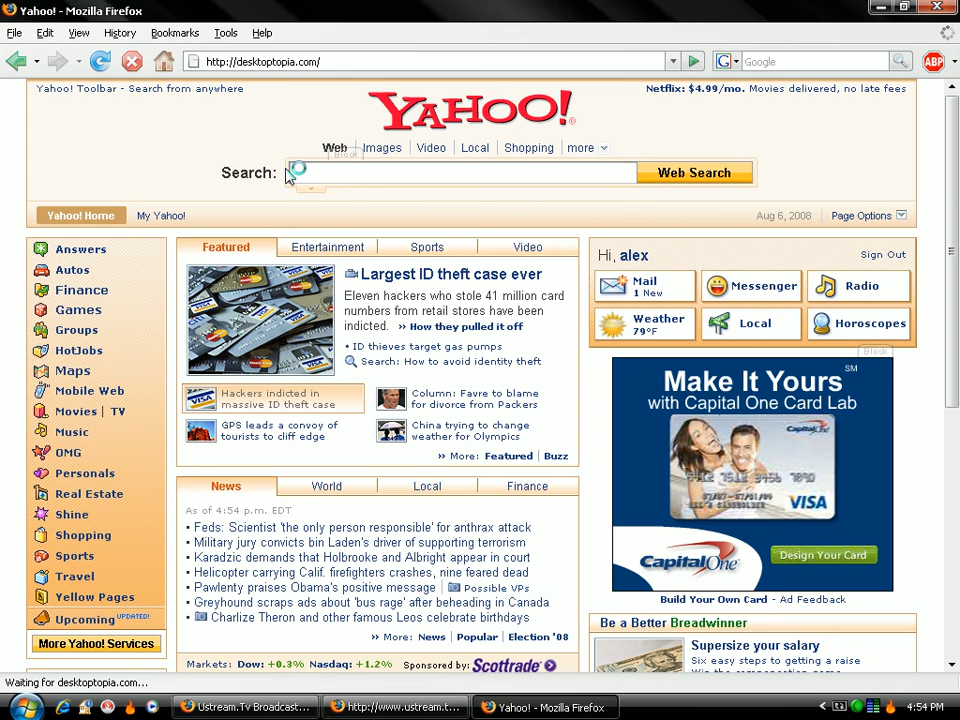 Yahoo! - Mozilla Firefox
File Edit View History Bookmarks Tools Help
http://desktoptopia.com/
G Google
ABP
Yahoo! Toolbar - Search from anywhere
Netflix: $4.99/mo. Movies delivered, no late fees
YAHOO!
Web Images Video Local Shopping more
Block
Search:
Web Search
Yahoo! Home My Yahoo!
Aug 6, 2008 Page Options
Answers
Autos
Finance
Games
Groups
HotJobs
Maps
Mobile Web
Movies | TV
Music
OMG
Personals
Real Estate
Shine
Shopping
Sports
Travel
Yellow Pages
Upcoming UPDATED!
More Yahoo! Services
Featured Entertainment Sports Video
Largest ID theft case ever
Eleven hackers who stole 41 million card
numbers from retail stores have been
indicted. » How they pulled it off
• ID thieves target gas pumps
Search: How to avoid identity theft
Hackers indicted in
massive ID theft case
Column: Favre to blame
for divorce from Packers
GPS leads a convoy of
tourists to cliff edge
China trying to change
weather for Olympics
» More: Featured | Buzz
News World Local Finance
As of 4:54 p.m. EDT
• Feds: Scientist 'the only person responsible' for anthrax attack
• Military jury convicts bin Laden's driver of supporting terrorism
• Karadzic demands that Holbrooke and Albright appear in court
• Helicopter carrying Calif. firefighters crashes, nine feared dead
• Pawlenty praises Obama's positive message | Possible VPs
• Greyhound scraps ads about 'bus rage' after beheading in Canada
• Charlize Theron and other famous Leos celebrate birthdays
» More: News | Popular | Election '08
Markets: Dow: +0.3% Nasdaq: +1.2% Sponsored by: Scottrade
Hi, alex
Sign Out
Mail
1 New
Messenger
Radio
Weather
79°F
Local
Horoscopes
Block
Make It Yours SM
with Capital One Card Lab
Capital One
VISA
Capital One
Design Your Card
Build Your Own Card - Ad Feedback
Be a Better Breadwinner
Supersize your salary
Six easy steps to getting a raise
Waiting for desktoptopia.com...
Ustream.Tv Broadcast...
http://www.ustream.t...
Yahoo! - Mozilla Firefox
4:54 PM